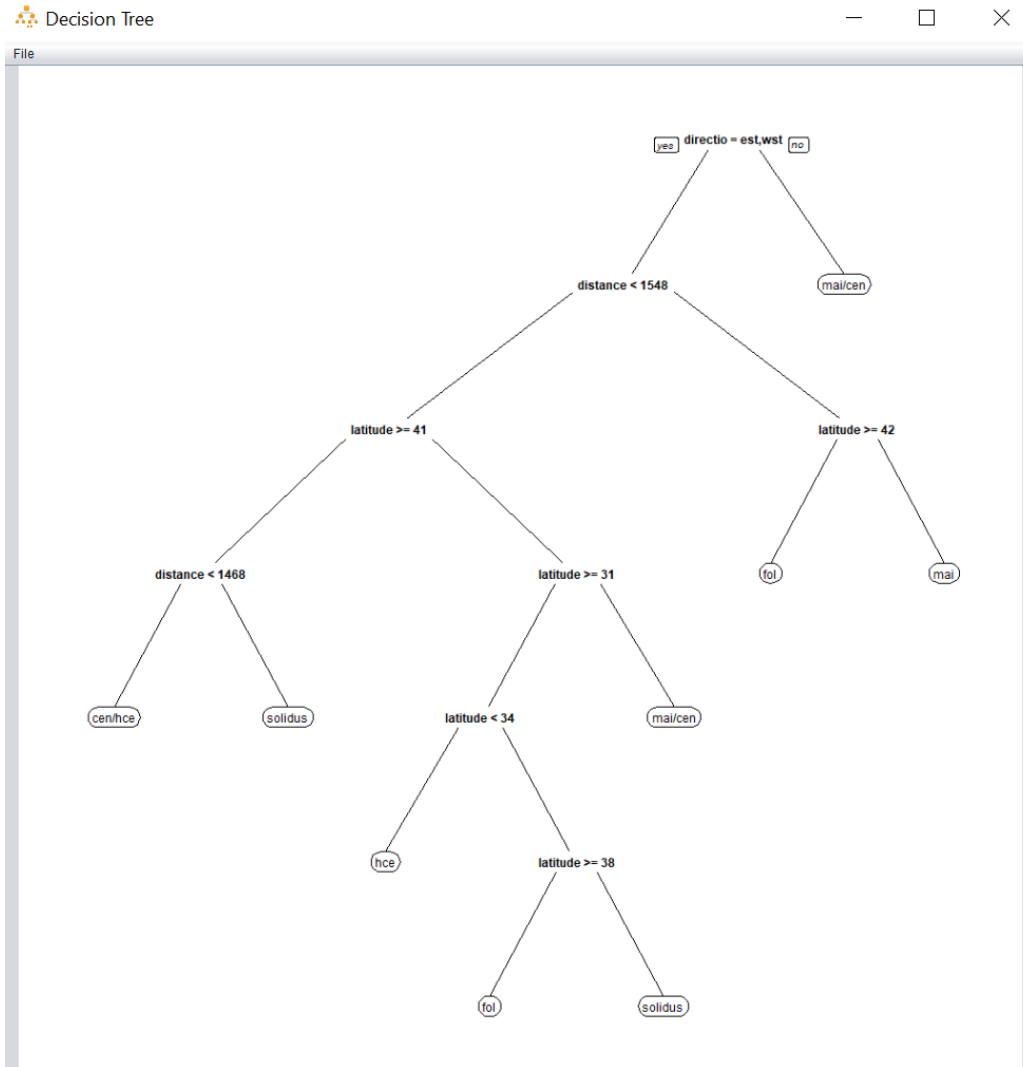 Decision Tree
File
yes directio = est,wst no
distance < 1548
mai/cen
latitude >= 41
latitude >= 42
distance < 1468
latitude >= 31
fol
mai
cen/hce
solidus
latitude < 34
mai/cen
hce
latitude >= 38
fol
solidus